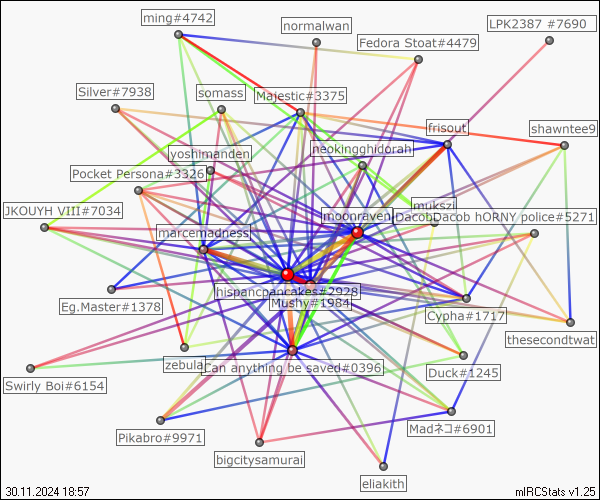 ming#4742
normalwan
LPK2387 #7690
Fedora Stoat#4479
Silver#7938
somass
Majestic#3375
frisout
shawntee9
yoshimanden
neokingghidorah
Pocket Persona#3326
JKOUYH VIII#7034
mukszi
moonraven
DacobDacob hORNY police#5271
marcemadness
hispancpancakes#2928
Mushy#1984
Eg.Master#1378
Cypha#1717
thesecondtwat
zebula
Can anything be saved#0396
Duck#1245
Swirly Boi#6154
Pikabro#9971
Madネコ#6901
bigcitysamurai
eliakith
30.11.2024 18:57
mIRCStats v1.25